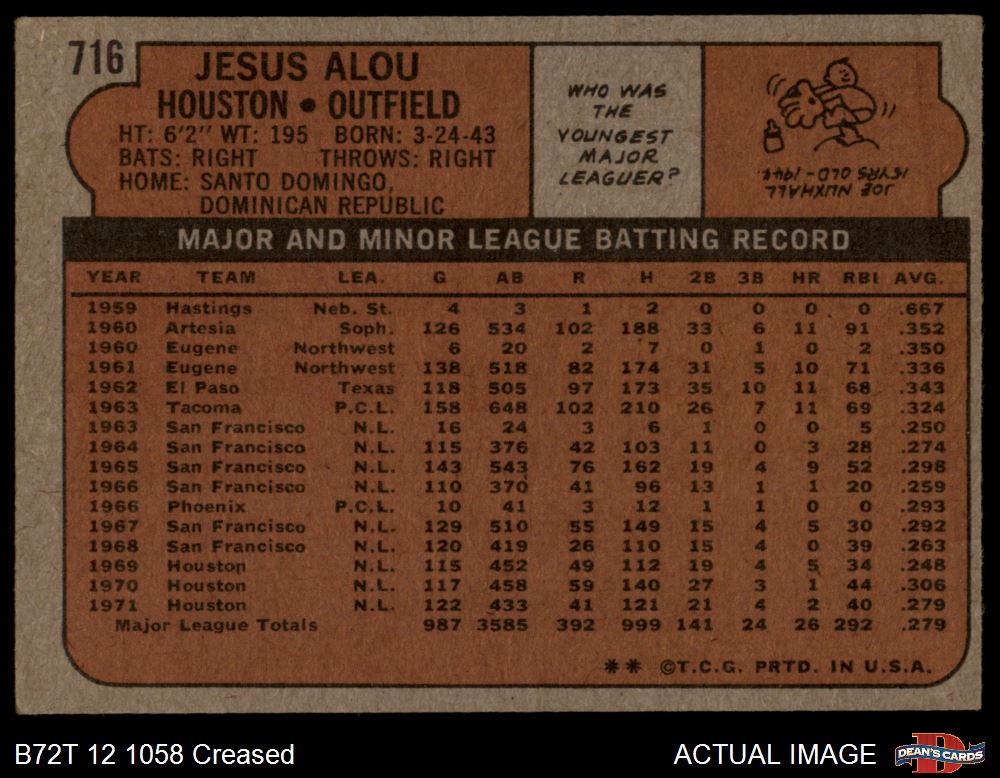 716
JESUS ALOU
HOUSTON • OUTFIELD
HT: 6'2" WT: 195 BORN: 3-24-43
BATS: RIGHT THROWS: RIGHT
HOME: SANTO DOMINGO,
DOMINICAN REPUBLIC
WHO WAS
THE
YOUNGEST
MAJOR
LEAGUER?
JOE NUXHALL
15 YRS OLD - 1944.
MAJOR AND MINOR LEAGUE BATTING RECORD
YEAR TEAM LEA. G AB R H 2B 3B HR RBI AVG.
1959 Hastings Neb. St. 4 3 1 2 0 0 0 0 .667
1960 Artesia Soph. 126 534 102 188 33 6 11 91 .352
1960 Eugene Northwest 6 20 2 7 0 1 0 2 .350
1961 Eugene Northwest 138 518 82 174 31 5 10 71 .336
1962 El Paso Texas 118 505 97 173 35 10 11 68 .343
1963 Tacoma P.C.L. 158 648 102 210 26 7 11 69 .324
1963 San Francisco N.L. 16 24 3 6 1 0 0 5 .250
1964 San Francisco N.L. 115 376 42 103 11 0 3 28 .274
1965 San Francisco N.L. 143 543 76 162 19 4 9 52 .298
1966 San Francisco N.L. 110 370 41 96 13 1 1 20 .259
1966 Phoenix P.C.L. 10 41 3 12 1 1 0 0 .293
1967 San Francisco N.L. 129 510 55 149 15 4 5 30 .292
1968 San Francisco N.L. 120 419 26 110 15 4 0 39 .263
1969 Houston N.L. 115 452 49 112 19 4 5 34 .248
1970 Houston N.L. 117 458 59 140 27 3 1 44 .306
1971 Houston N.L. 122 433 41 121 21 4 2 40 .279
Major League Totals 987 3585 392 999 141 24 26 292 .279
** ©T.C.G. PRTD. IN U.S.A.
B72T 12 1058 Creased
ACTUAL IMAGE
DEAN'S CARDS